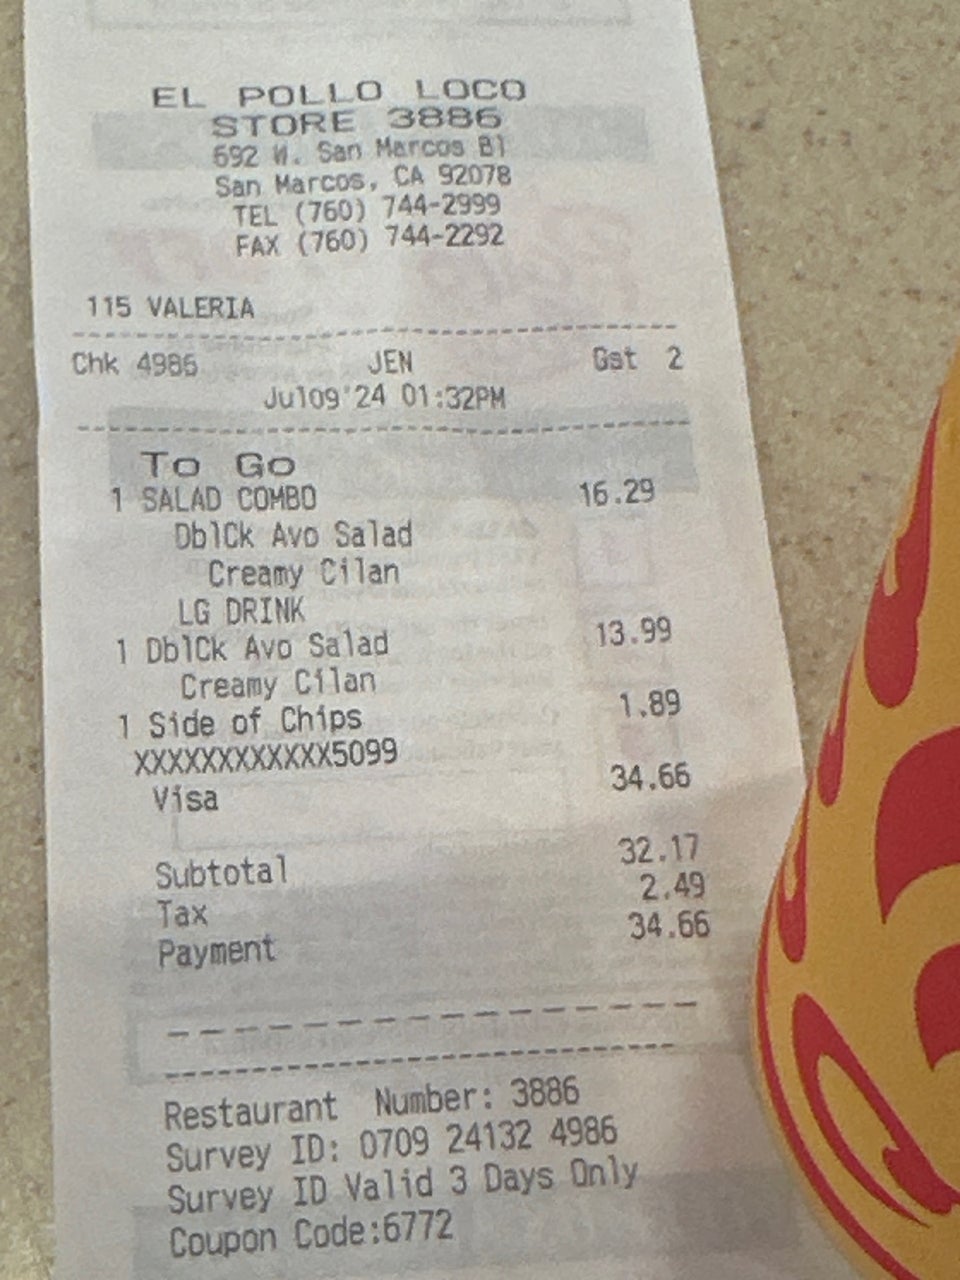 EL POLLO LOCO
STORE 3886
692 W. San Marcos Bl
San Marcos, CA 92078
TEL (760) 744-2999
FAX (760) 744-2292
115 VALERIA
Chk 4986 JEN Gst 2
Jul09'24 01:32PM
To Go
1 SALAD COMBO 16.29
DblCk Avo Salad
Creamy Cilan
LG DRINK
1 DblCk Avo Salad 13.99
Creamy Cilan
1 Side of Chips 1.89
XXXXXXXXXXXX5099
Visa 34.66
Subtotal 32.17
Tax 2.49
Payment 34.66
Restaurant Number: 3886
Survey ID: 0709 24132 4986
Survey ID Valid 3 Days Only
Coupon Code:6772